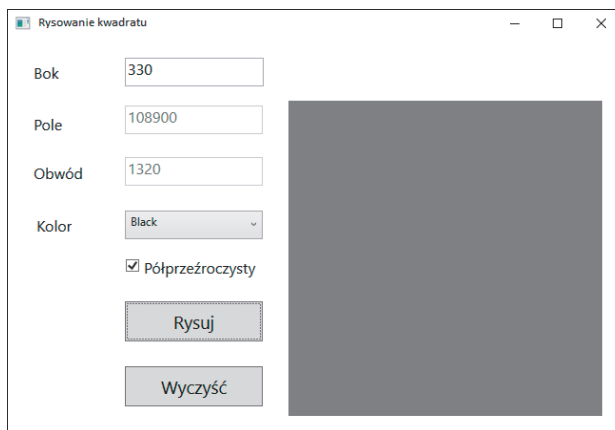 Rysowanie kwadratu
Bok 330
Pole 108900
Obwód 1320
Kolor Black
Półprzeźroczysty
Rysuj
Wyczyść